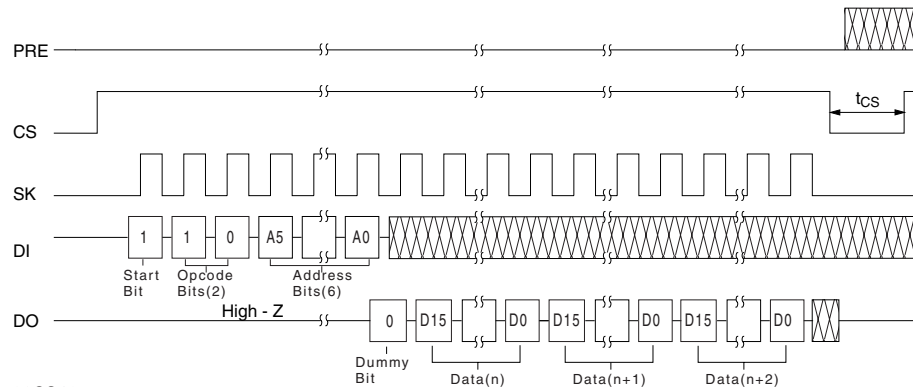 PRE
CS
tCS
SK
DI
1 1 0 A5 A0
Start Bit
Opcode Bits(2)
Address Bits(6)
High - Z
DO
0 D15 D0 D15 D0 D15 D0
Dummy Bit
Data(n)
Data(n+1)
Data(n+2)